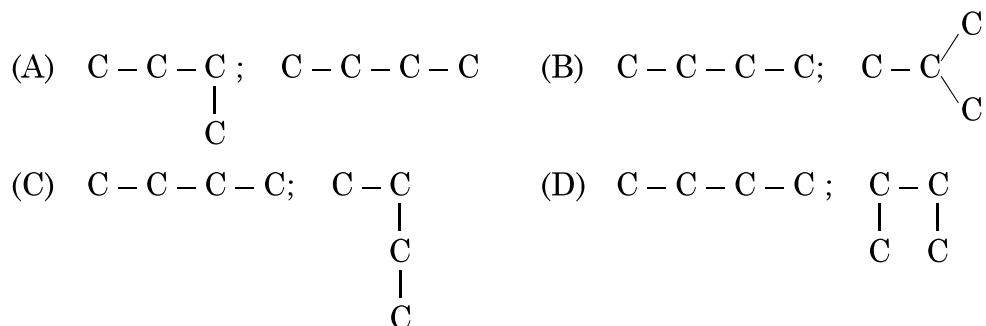 (A) C – C – C ; C – C – C – C (B) C – C – C – C; C – C C
C
C
(C) C – C – C – C; C – C (D) C – C – C – C ; C – C
C C C
C